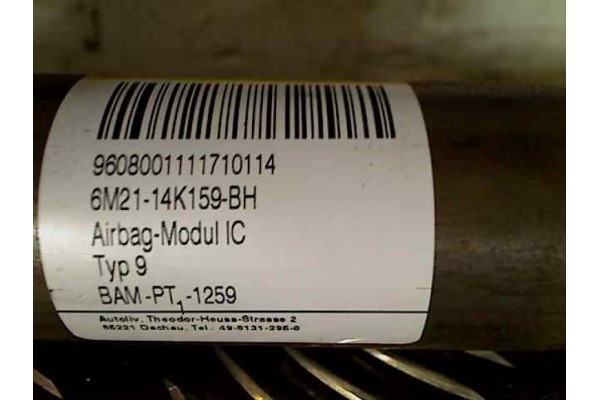 9608001111710114
6M21-14K159-BH
Airbag-Modul IC
Typ 9
BAM-PT₁-1259
Autoliv, Theodor-Heuss-Strasse 2
85221 Dachau, Tel.: 49-8131-295-0